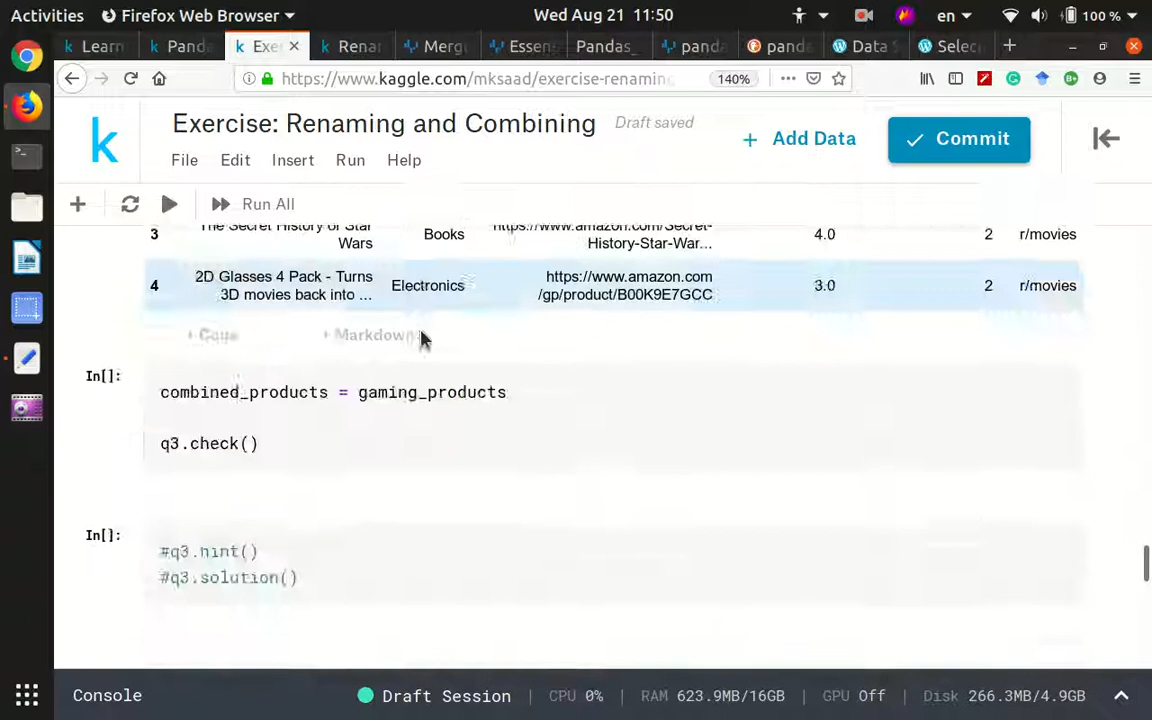 Activities Firefox Web Browser Wed Aug 21 11:50 en 100 %
Learn Panda Exe Renar Merg Essen Pandas_ panda panda Data S Selec
https://www.kaggle.com/mksaad/exercise-renaming 140%
Exercise: Renaming and Combining Draft saved
+ Add Data Commit
File Edit Insert Run Help
Run All
3 The Secret History of Star Wars Books https://www.amazon.com/Secret-History-Star-War... 4.0 2 r/movies
4 2D Glasses 4 Pack - Turns 3D movies back into ... Electronics https://www.amazon.com/gp/product/B00K9E7GCC 3.0 2 r/movies
+ Code + Markdown
In[]:
combined_products = gaming_products
q3.check()
In[]:
#q3.hint()
#q3.solution()
Console Draft Session CPU 0% RAM 623.9MB/16GB GPU Off Disk 266.3MB/4.9GB